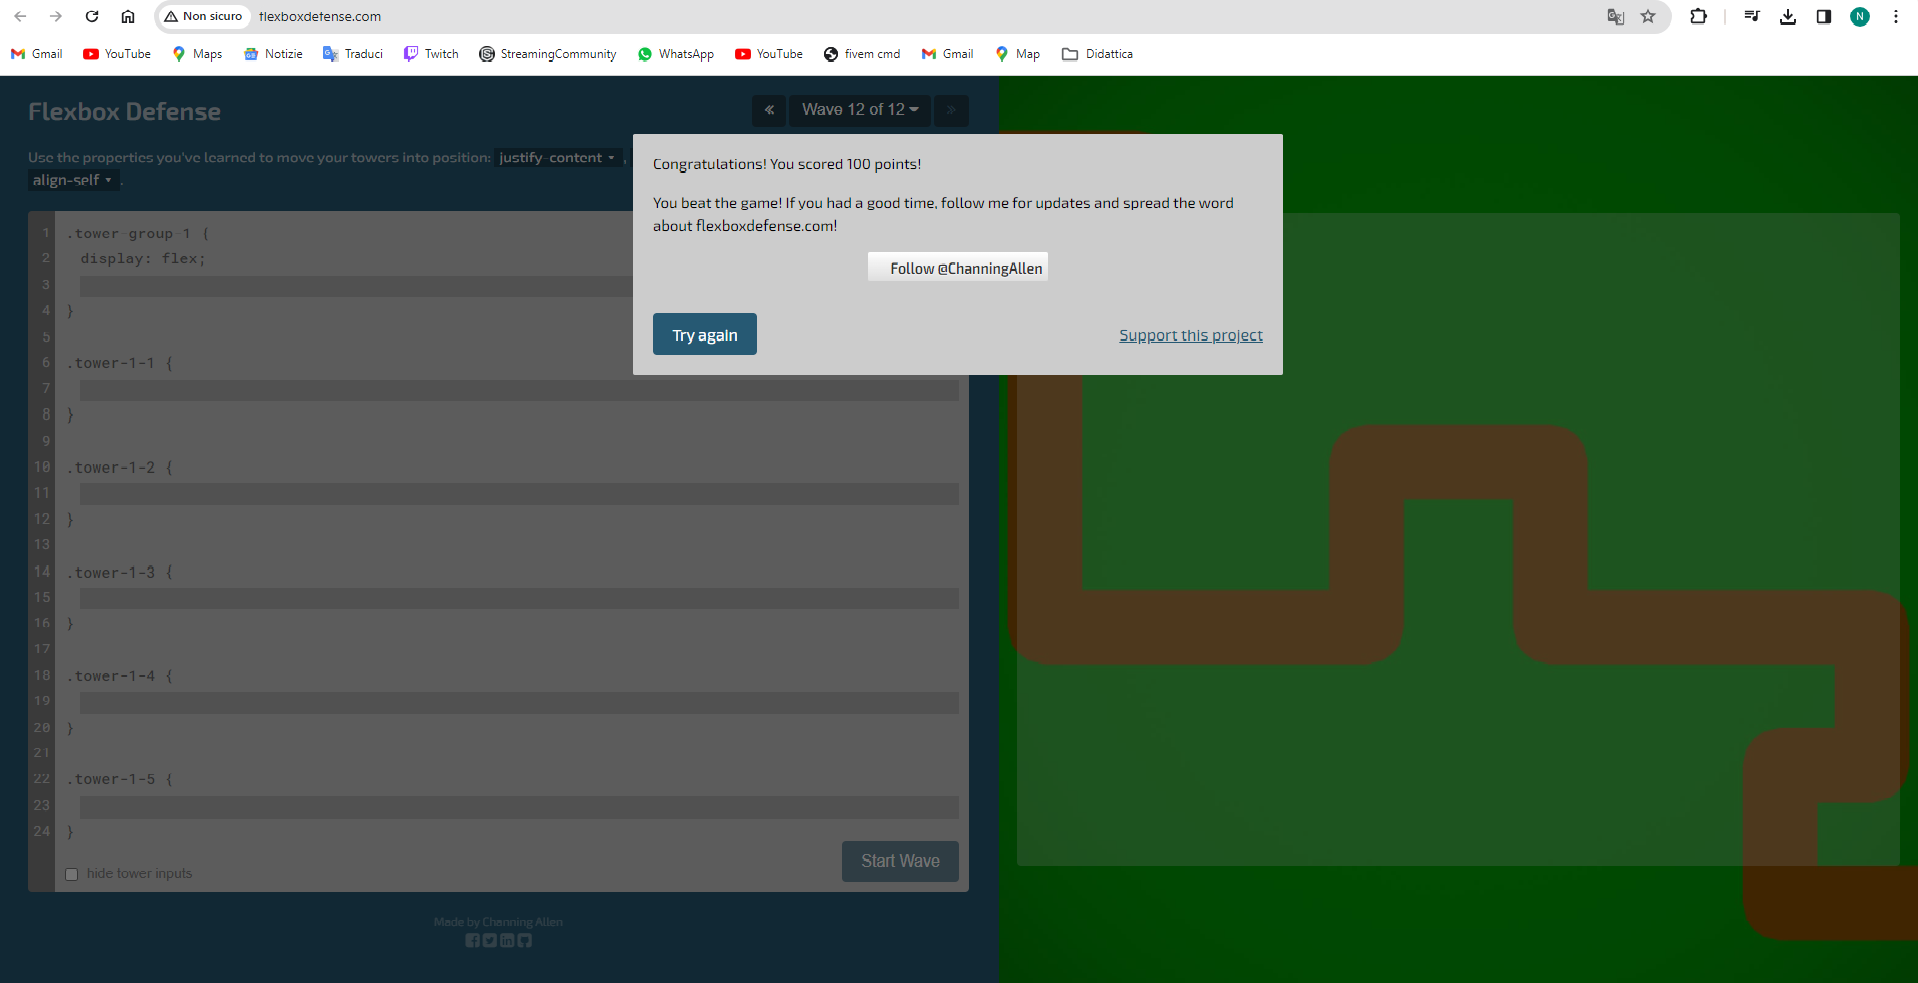 Non sicuro flexboxdefense.com N
Gmail YouTube Maps Notizie Traduci Twitch StreamingCommunity WhatsApp YouTube fivem cmd Gmail Map Didattica
Flexbox Defense
« Wave 12 of 12 »
Use the properties you've learned to move your towers into position: justify-content ,
align-self .
Congratulations! You scored 100 points!
You beat the game! If you had a good time, follow me for updates and spread the word
about flexboxdefense.com!
Follow @ChanningAllen
Try again
Support this project
1 .tower-group-1 {
2 display: flex;
3
4 }
5
6 .tower-1-1 {
7
8 }
9
10 .tower-1-2 {
11
12 }
13
14 .tower-1-3 {
15
16 }
17
18 .tower-1-4 {
19
20 }
21
22 .tower-1-5 {
23
24 }
Start Wave
hide tower inputs
Made by Channing Allen